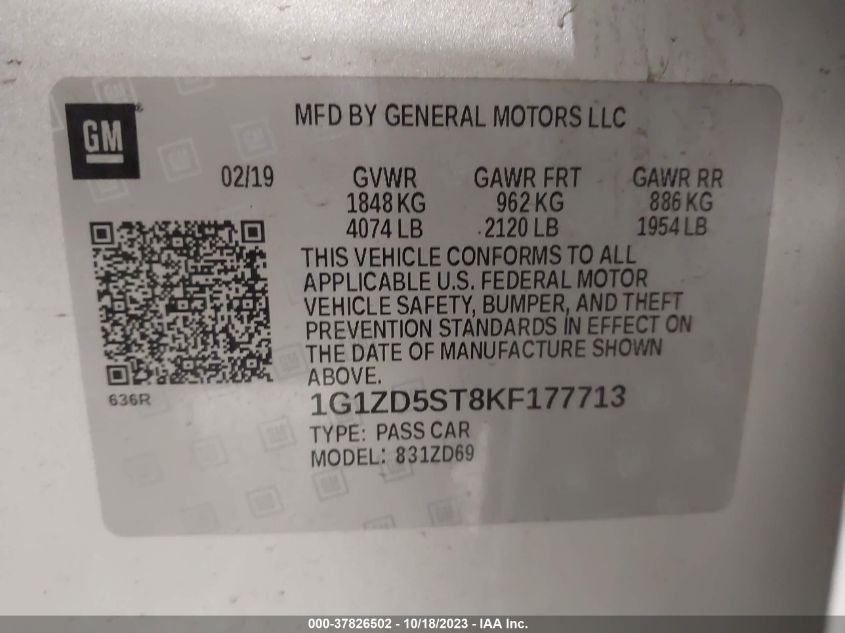 GM
MFD BY GENERAL MOTORS LLC
02/19 GVWR GAWR FRT GAWR RR
1848 KG 962 KG 886 KG
4074 LB 2120 LB 1954 LB
THIS VEHICLE CONFORMS TO ALL
APPLICABLE U.S. FEDERAL MOTOR
VEHICLE SAFETY, BUMPER, AND THEFT
PREVENTION STANDARDS IN EFFECT ON
THE DATE OF MANUFACTURE SHOWN
ABOVE.
636R
1G1ZD5ST8KF177713
TYPE: PASS CAR
MODEL: 831ZD69
000-37826502 - 10/18/2023 - IAA Inc.